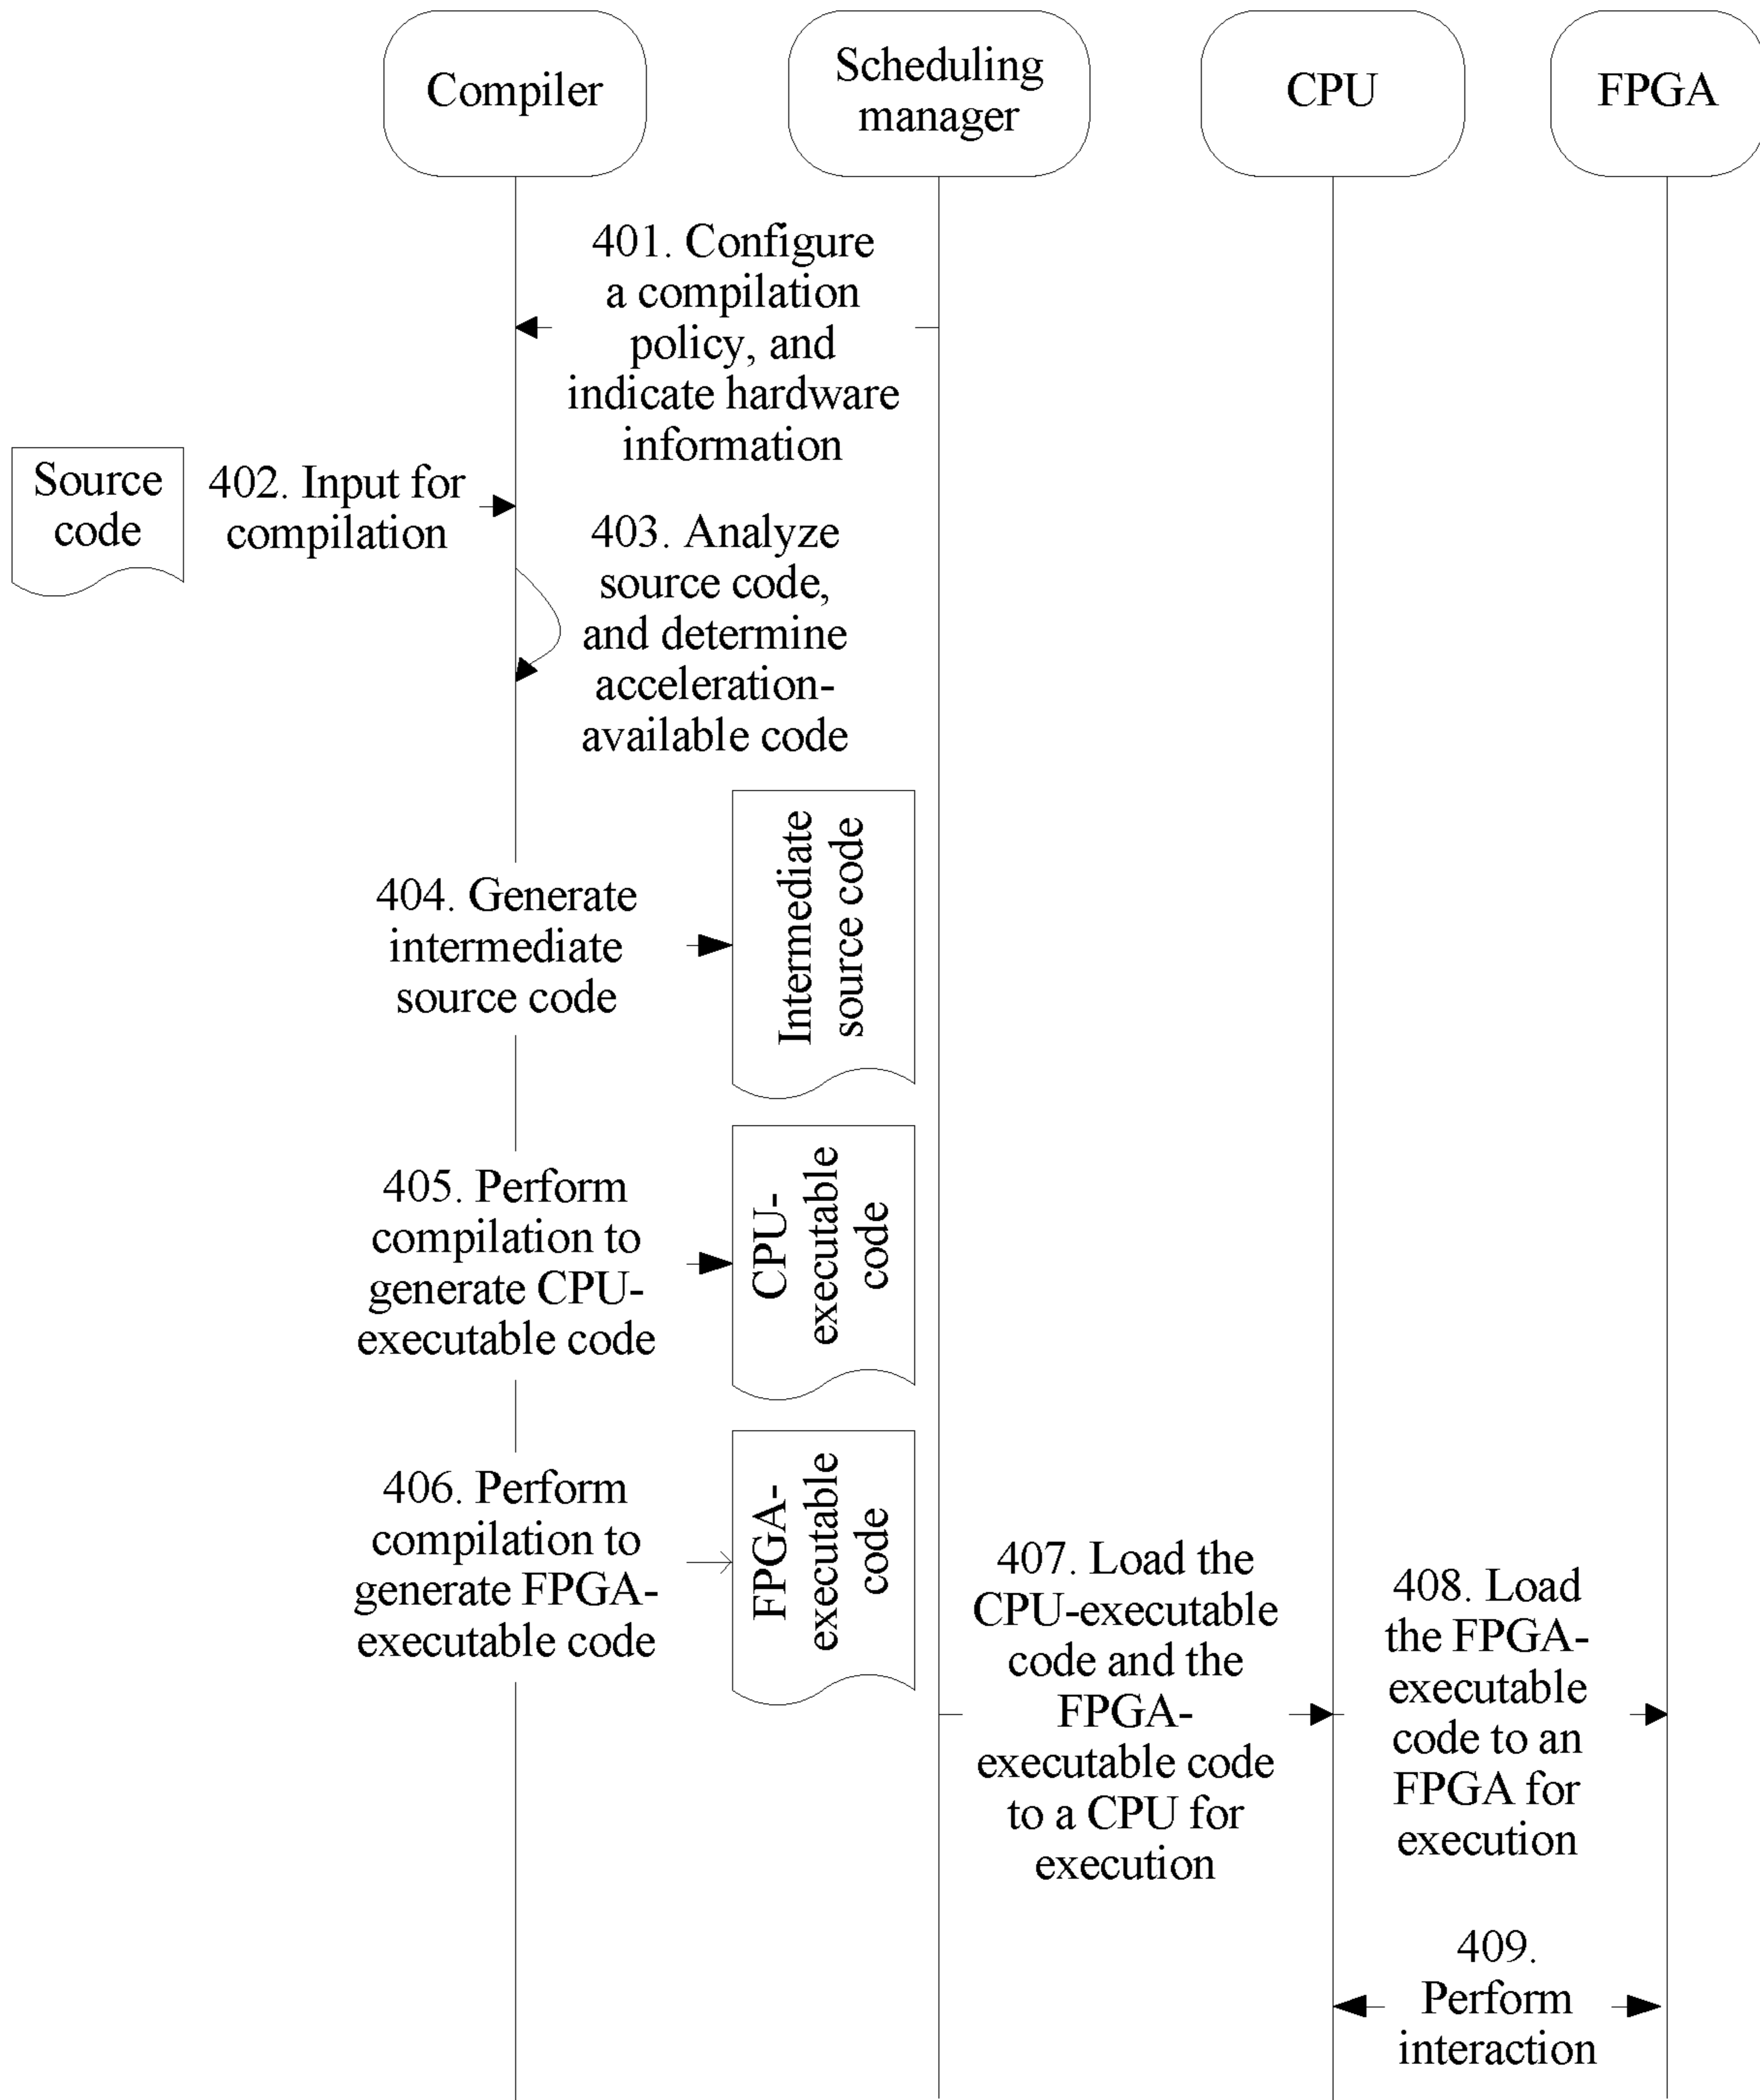 Compiler
Scheduling
manager
CPU
FPGA
401. Configure
a compilation
policy, and
indicate hardware
information
Source
code
402. Input for
compilation
403. Analyze
source code,
and determine
acceleration-
available code
404. Generate
intermediate
source code
Intermediate
source code
405. Perform
compilation to
generate CPU-
executable code
CPU-
executable
code
406. Perform
compilation to
generate FPGA-
executable code
FPGA-
executable
code
407. Load the
CPU-executable
code and the
FPGA-
executable code
to a CPU for
execution
408. Load
the FPGA-
executable
code to an
FPGA for
execution
409.
Perform
interaction